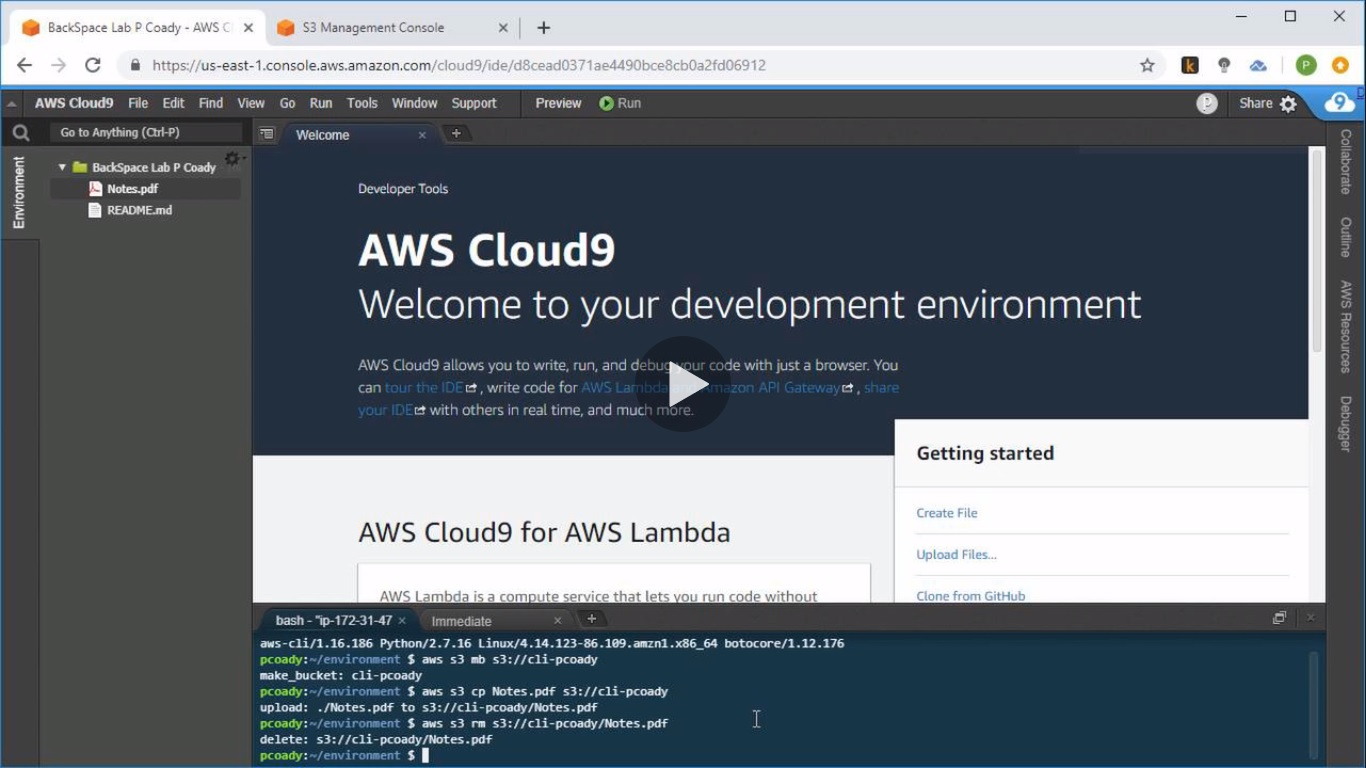 BackSpace Lab P Coady - AWS C
S3 Management Console
https://us-east-1.console.aws.amazon.com/cloud9/ide/d8cead0371ae4490bce8cb0a2fd06912
k
P
AWS Cloud9 File Edit Find View Go Run Tools Window Support Preview Run
P
Share
9
Go to Anything (Ctrl-P)
Welcome
Environment
BackSpace Lab P Coady
Notes.pdf
README.md
Developer Tools
AWS Cloud9
Welcome to your development environment
AWS Cloud9 allows you to write, run, and debug your code with just a browser. You
can tour the IDE, write code for AWS Lambda and Amazon API Gateway, share
your IDE with others in real time, and much more.
Getting started
Create File
Upload Files...
Clone from GitHub
AWS Cloud9 for AWS Lambda
AWS Lambda is a compute service that lets you run code without
Collaborate
Outline
AWS Resources
Debugger
bash - "ip-172-31-47
Immediate
aws-cli/1.16.186 Python/2.7.16 Linux/4.14.123-86.109.amzn1.x86_64 botocore/1.12.176
pcoady:~/environment $ aws s3 mb s3://cli-pcoady
make_bucket: cli-pcoady
pcoady:~/environment $ aws s3 cp Notes.pdf s3://cli-pcoady
upload: ./Notes.pdf to s3://cli-pcoady/Notes.pdf
pcoady:~/environment $ aws s3 rm s3://cli-pcoady/Notes.pdf
delete: s3://cli-pcoady/Notes.pdf
pcoady:~/environment $